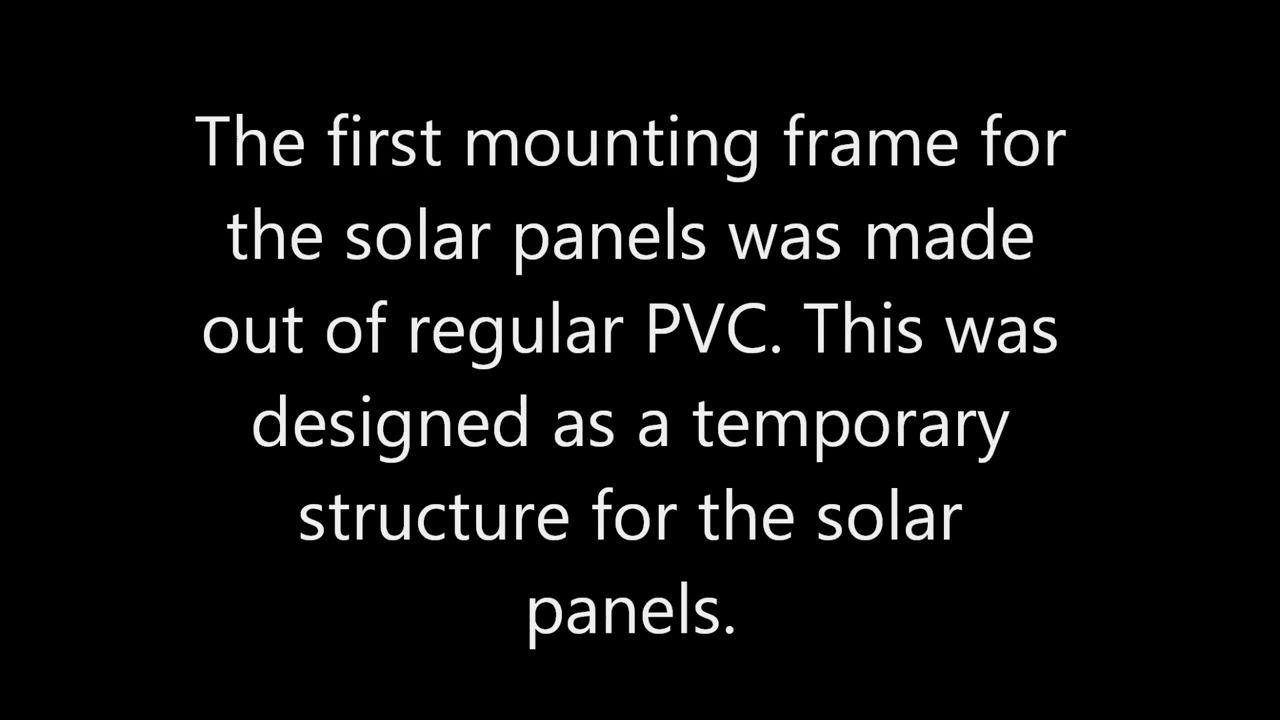 The first mounting frame for
the solar panels was made
out of regular PVC. This was
designed as a temporary
structure for the solar
panels.